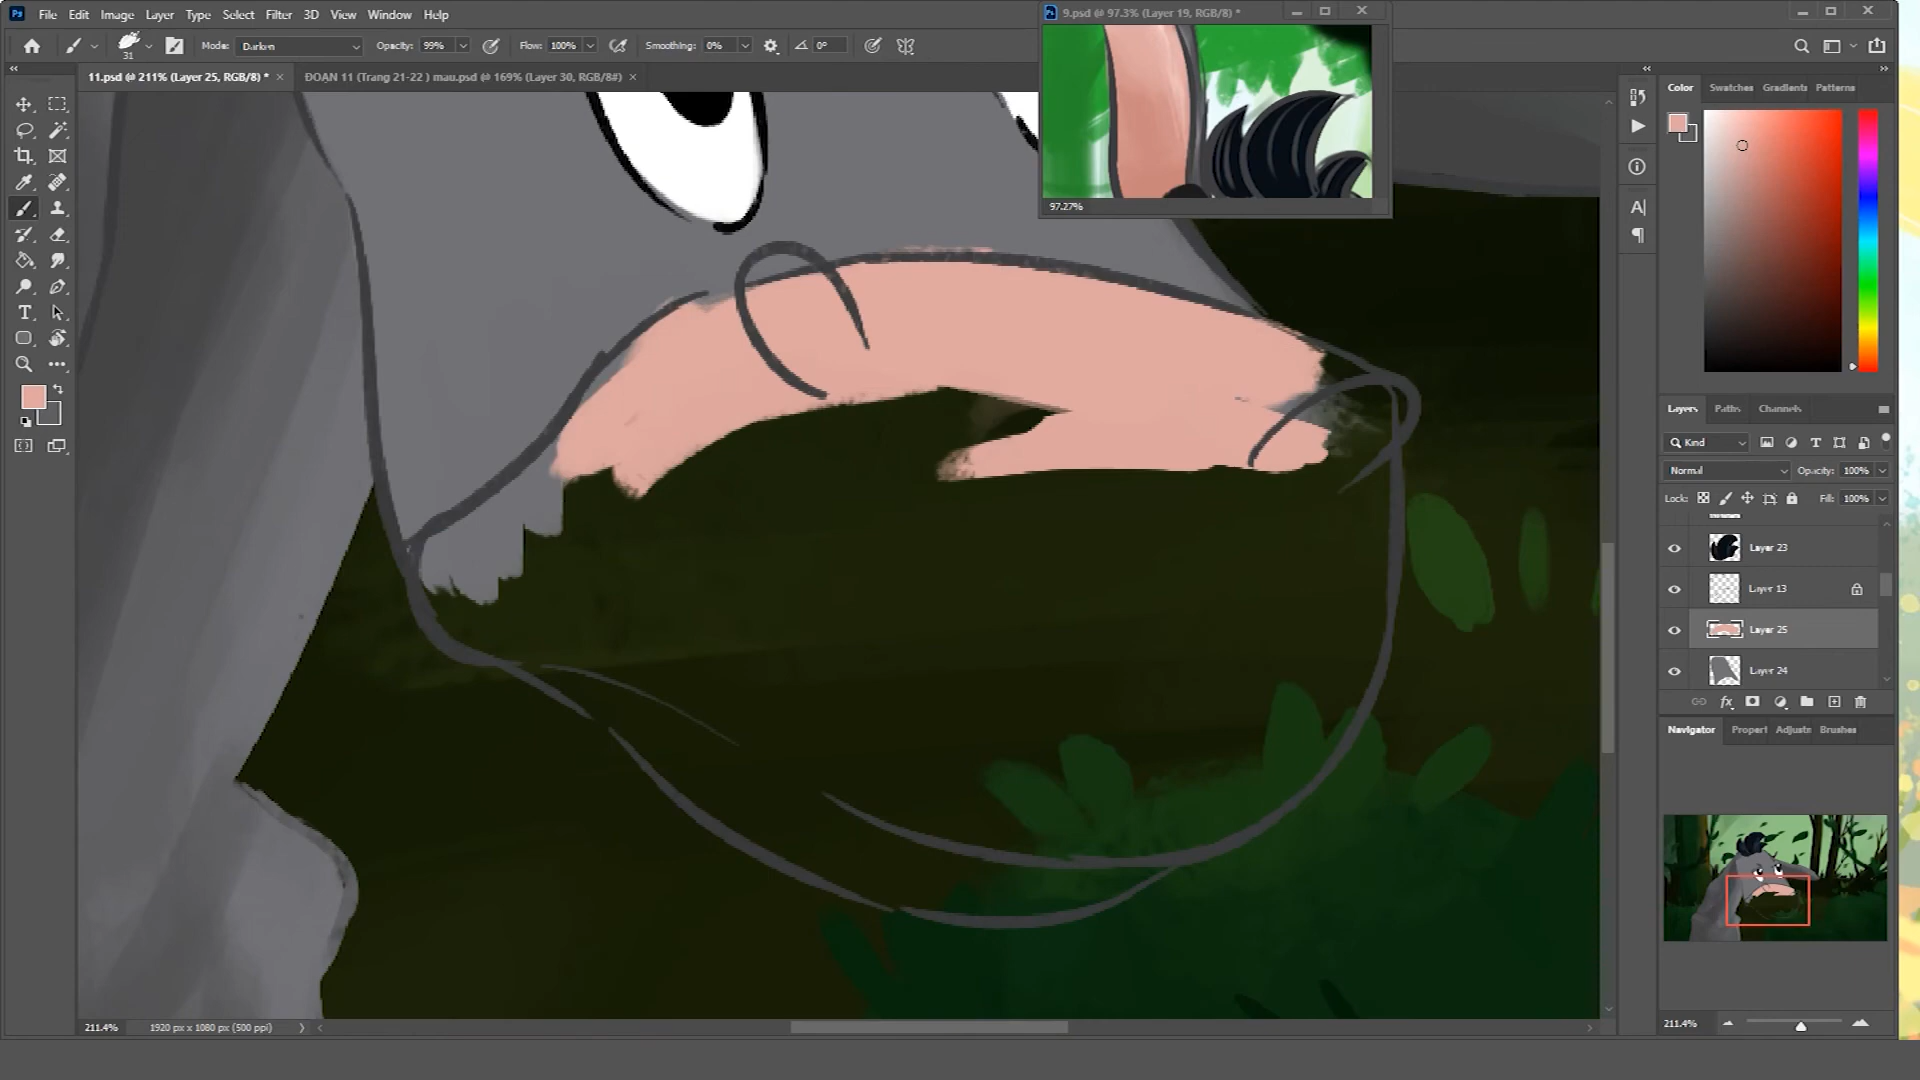 Ps File Edit Image Layer Type Select Filter 3D View Window Help
9.psd @ 97.3% (Layer 19, RGB/8) *
31 Mode: Darken Opacity: 99% Flow: 100% Smoothing: 0% 0°
11.psd @ 211% (Layer 25, RGB/8) * ĐOẠN 11 (Trang 21-22 ) mau.psd @ 169% (Layer 30, RGB/8#)
97.27%
Color Swatches Gradients Patterns
Layers Paths Channels
Kind
Normal Opacity: 100%
Lock: Fill: 100%
Layer 23
Layer 13
Layer 25
Layer 24
fx
Navigator Propert Adjustm Brushes
211.4%
211.4% 1920 px x 1080 px (500 ppi)